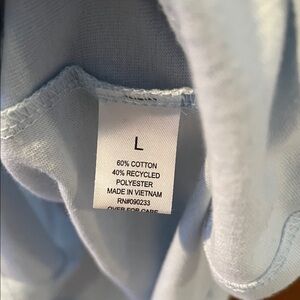 L
60% COTTON
40% RECYCLED
POLYESTER
MADE IN VIETNAM
RN#090233
OVER FOR CARE